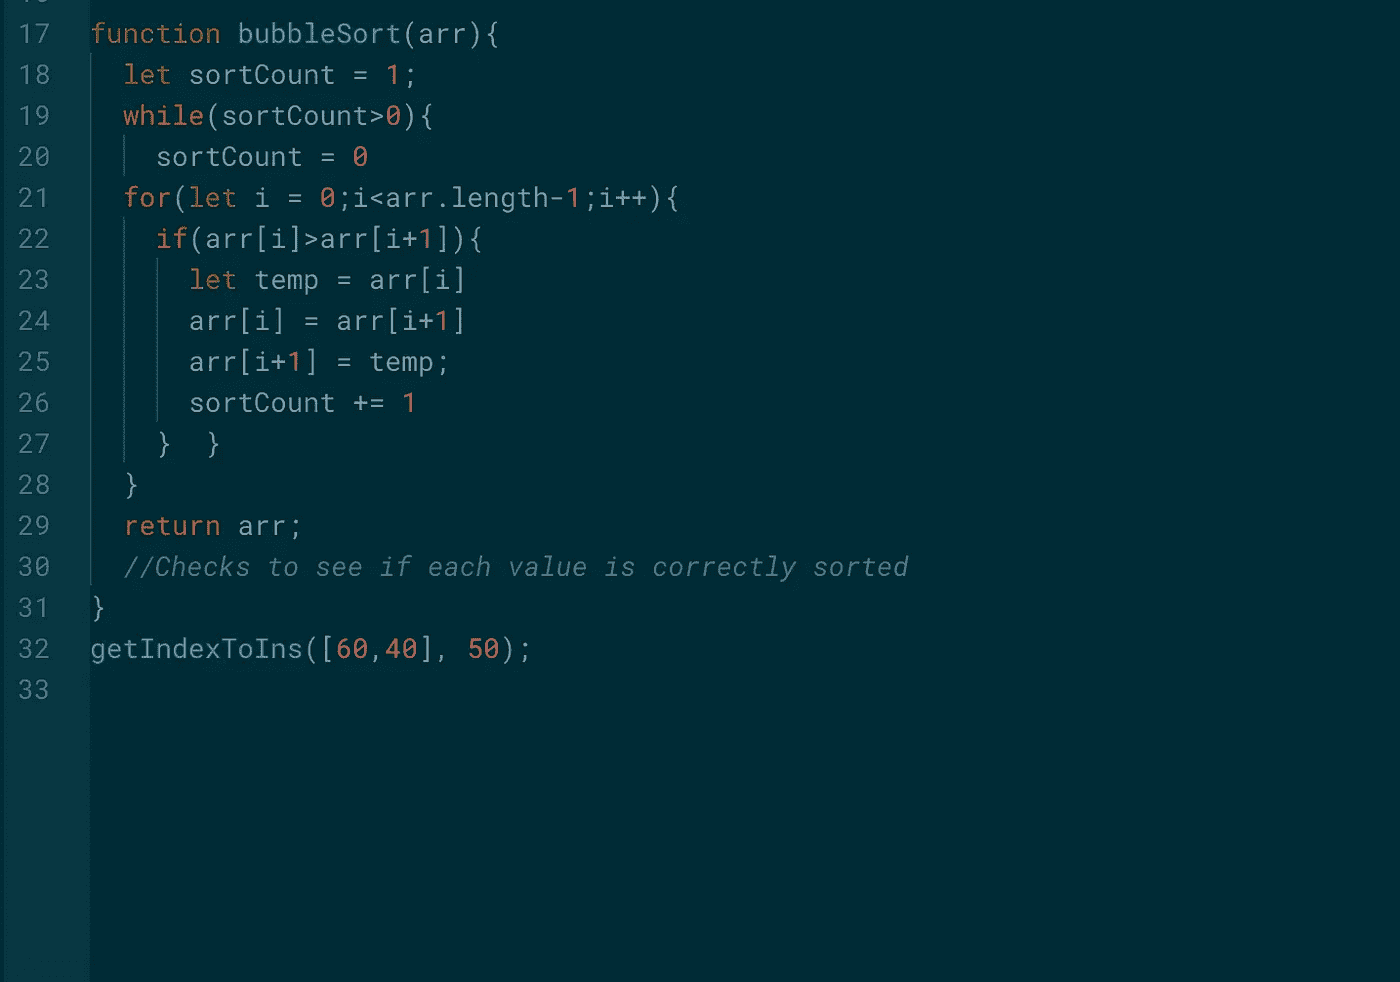 17 function bubbleSort(arr){
18 let sortCount = 1;
19 while(sortCount>0){
20 sortCount = 0
21 for(let i = 0;i<arr.length-1;i++){
22 if(arr[i]>arr[i+1]){
23 let temp = arr[i]
24 arr[i] = arr[i+1]
25 arr[i+1] = temp;
26 sortCount += 1
27 } }
28 }
29 return arr;
30 //Checks to see if each value is correctly sorted
31 }
32 getIndexToIns([60,40], 50);
33